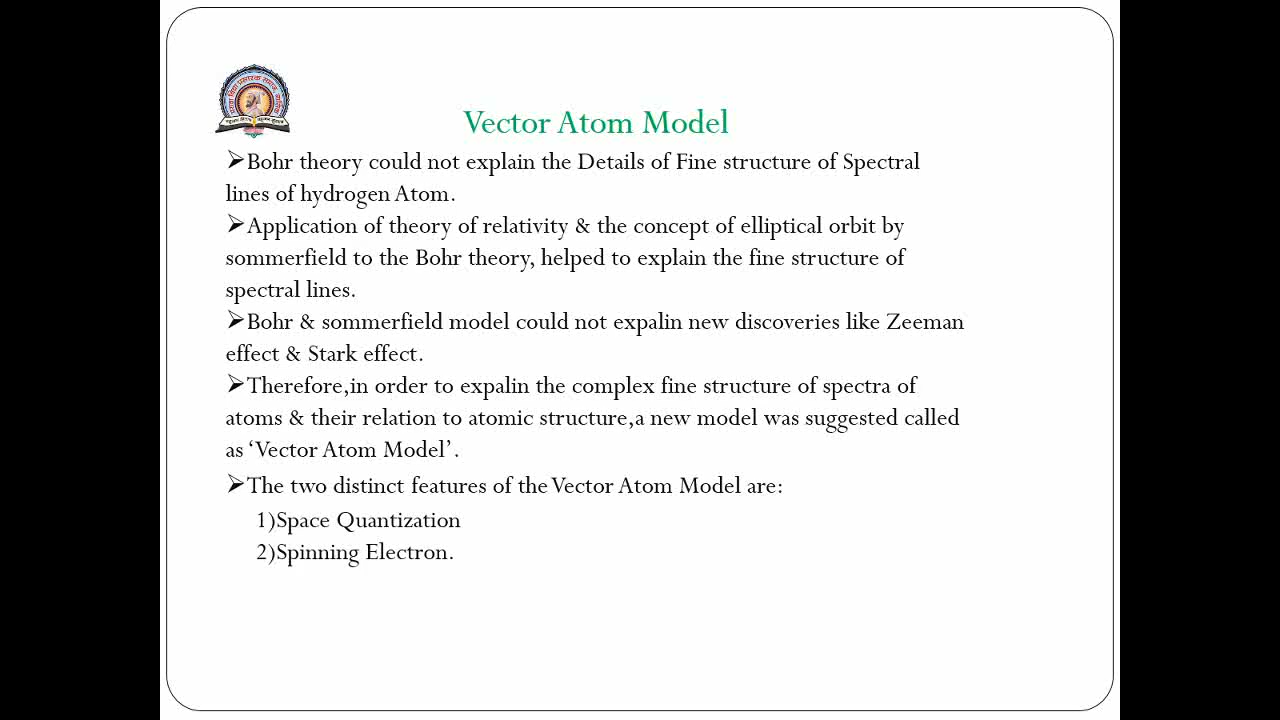 Vector Atom Model
➢Bohr theory could not explain the Details of Fine structure of Spectral
lines of hydrogen Atom.
➢Application of theory of relativity & the concept of elliptical orbit by
sommerfield to the Bohr theory, helped to explain the fine structure of
spectral lines.
➢Bohr & sommerfield model could not expalin new discoveries like Zeeman
effect & Stark effect.
➢Therefore,in order to expalin the complex fine structure of spectra of
atoms & their relation to atomic structure,a new model was suggested called
as ‘Vector Atom Model’.
➢The two distinct features of the Vector Atom Model are:
1)Space Quantization
2)Spinning Electron.